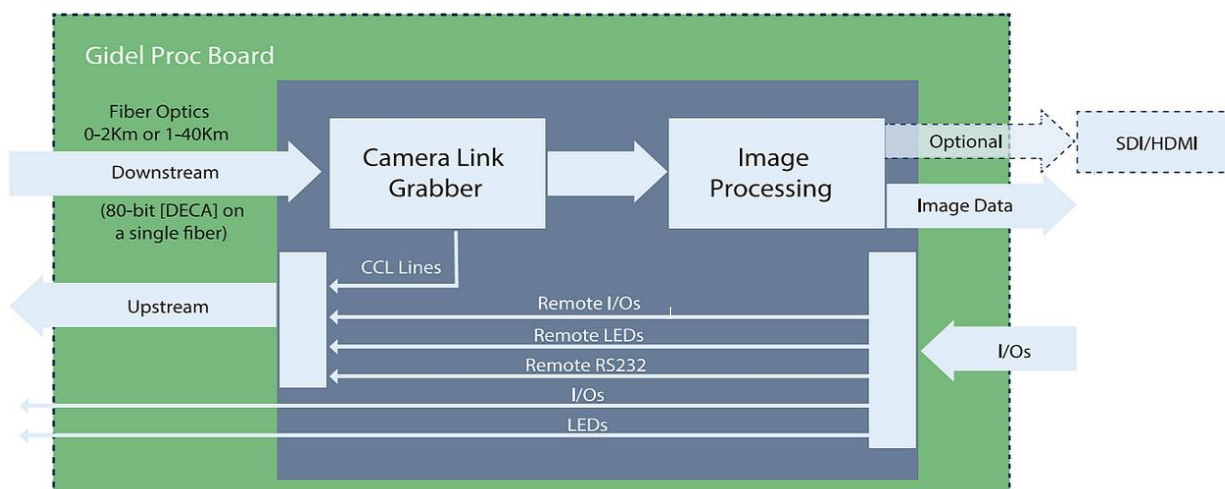 Gidel Proc Board
Fiber Optics
0-2Km or 1-40Km
Downstream
(80-bit [DECA] on
a single fiber)
Camera Link
Grabber
Image
Processing
Optional
SDI/HDMI
Image Data
CCL Lines
Upstream
Remote I/Os
Remote LEDs
Remote RS232
I/Os
LEDs
I/Os